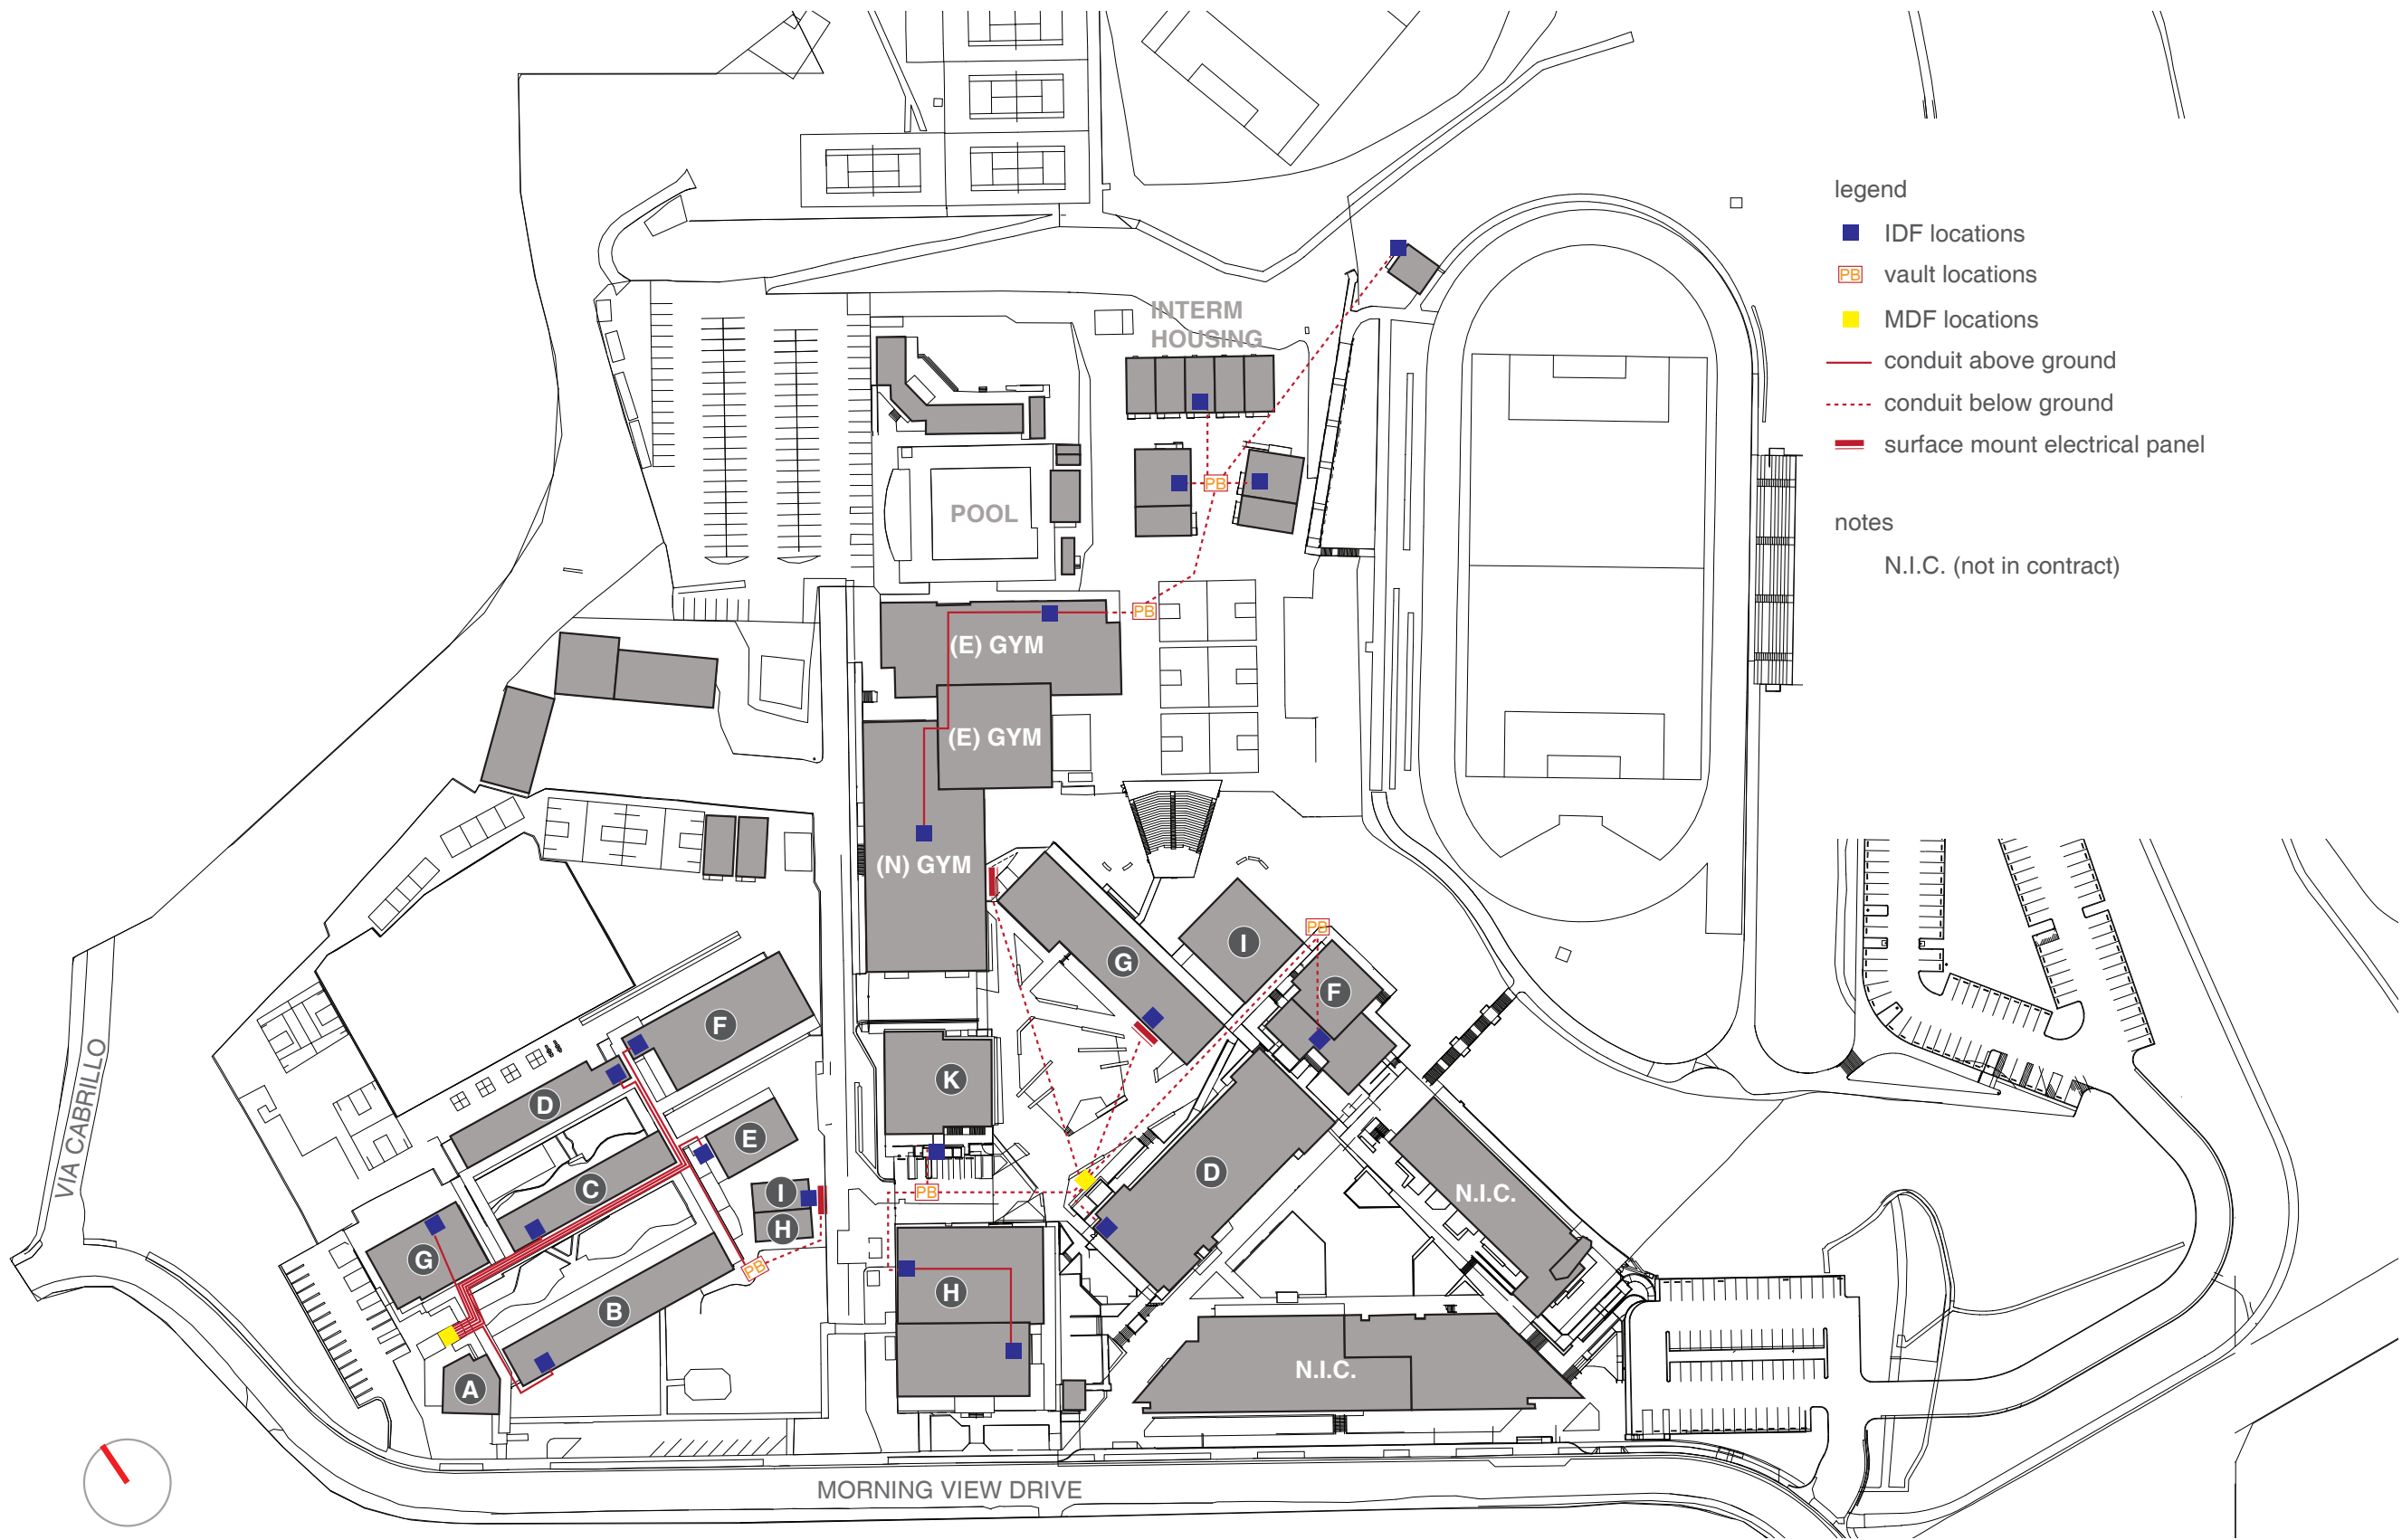 legend
IDF locations
PB vault locations
MDF locations
conduit above ground
conduit below ground
surface mount electrical panel
notes
N.I.C. (not in contract)
INTERM
HOUSING
PB
POOL
PB
(E) GYM
(E) GYM
(N) GYM
G
I
PB
F
F
K
D
E
D
C
I
PB
N.I.C.
H
G
PB
H
B
A
N.I.C.
VIA CABRILLO
MORNING VIEW DRIVE